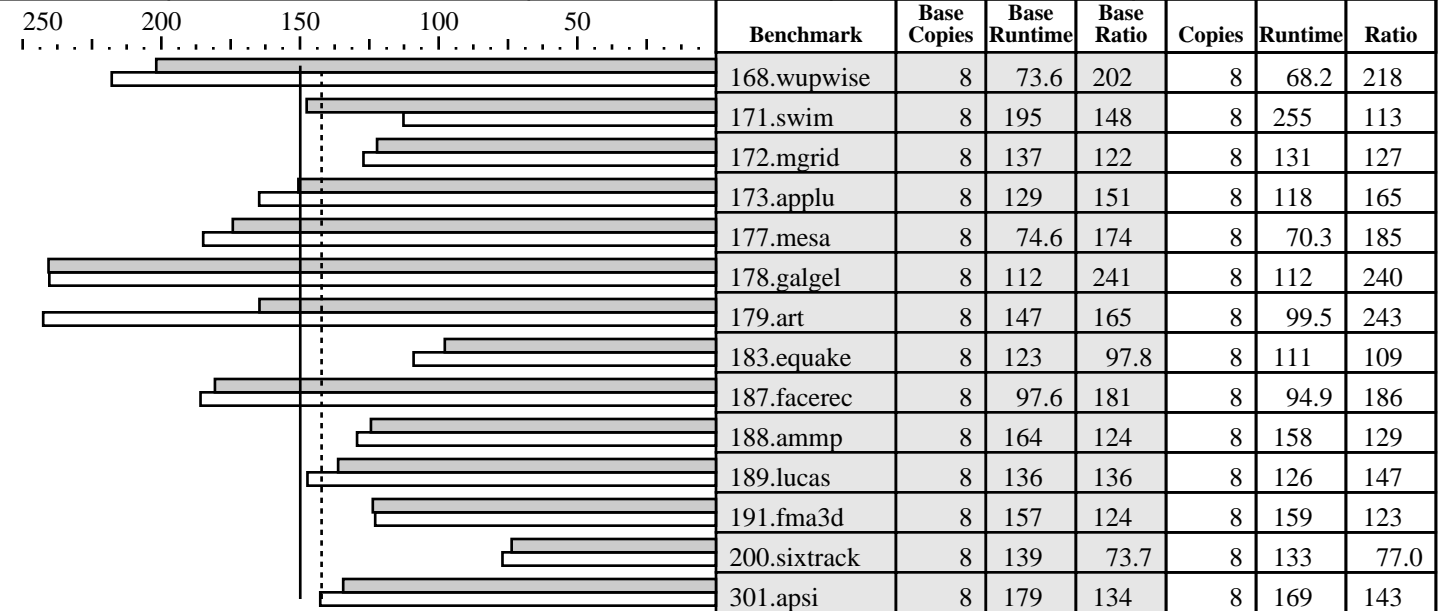 250 200 150 100 50
Benchmark Base Copies Base Runtime Base Ratio Copies Runtime Ratio
168.wupwise 8 73.6 202 8 68.2 218
171.swim 8 195 148 8 255 113
172.mgrid 8 137 122 8 131 127
173.applu 8 129 151 8 118 165
177.mesa 8 74.6 174 8 70.3 185
178.galgel 8 112 241 8 112 240
179.art 8 147 165 8 99.5 243
183.equake 8 123 97.8 8 111 109
187.facerec 8 97.6 181 8 94.9 186
188.ammp 8 164 124 8 158 129
189.lucas 8 136 136 8 126 147
191.fma3d 8 157 124 8 159 123
200.sixtrack 8 139 73.7 8 133 77.0
301.apsi 8 179 134 8 169 143